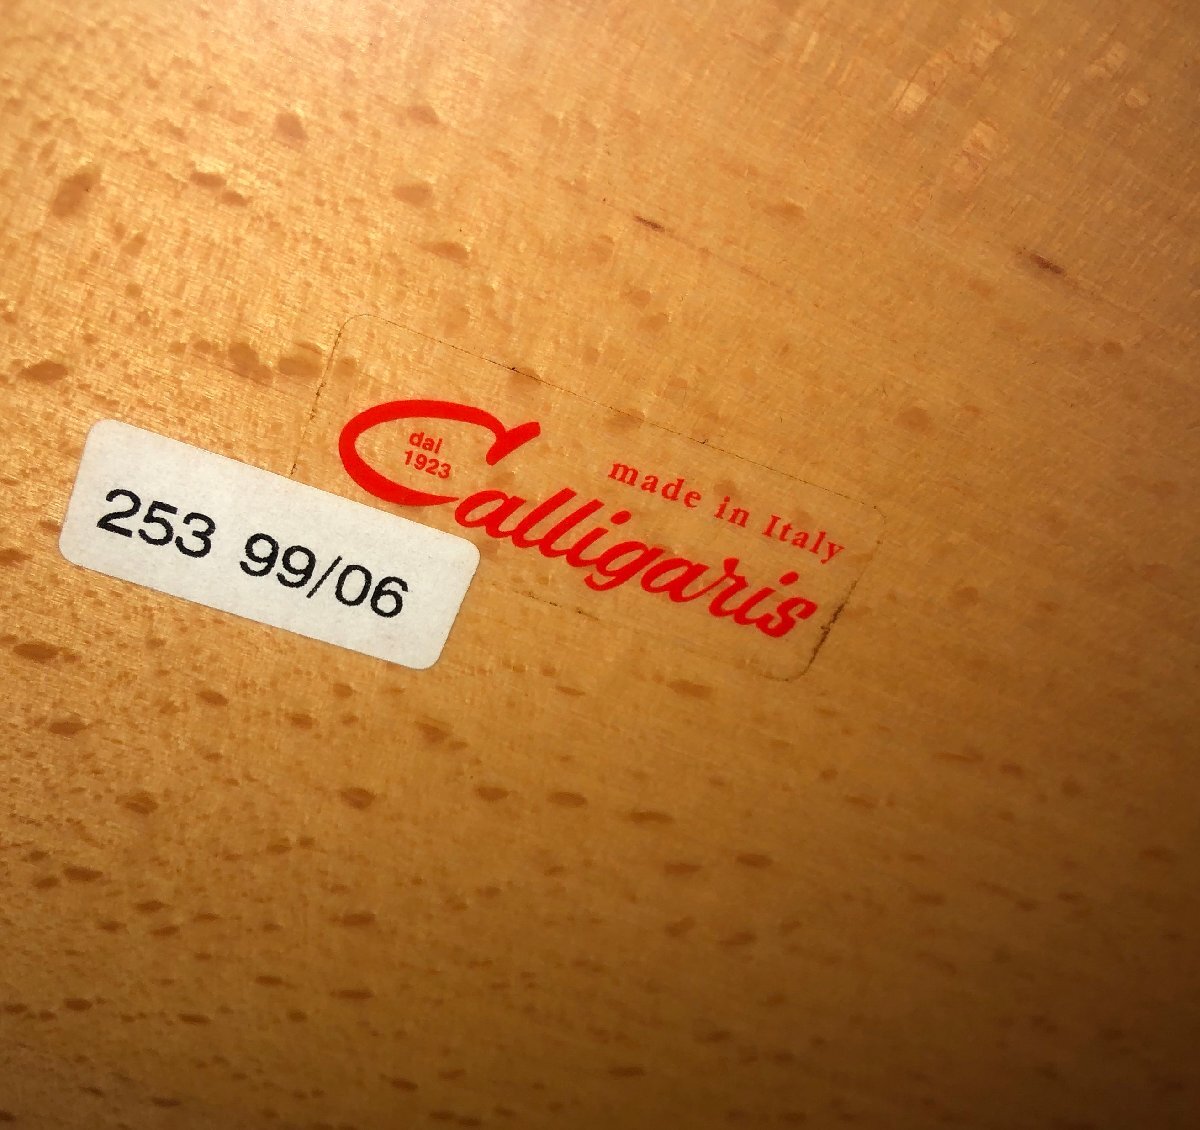 made in Italy
dal
1923
Calligaris
253 99/06